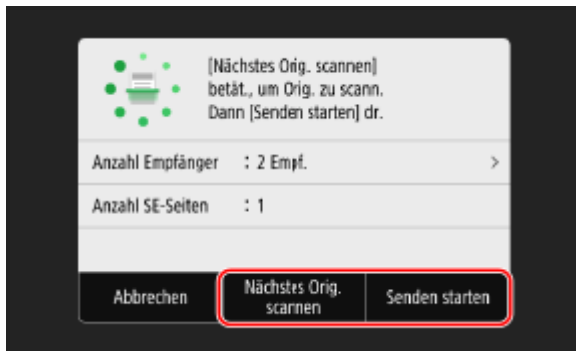 [Nächstes Orig. scannen]
betät., um Orig. zu scann.
Dann [Senden starten] dr.
Anzahl Empfänger : 2 Empf. >
Anzahl SE-Seiten : 1
Abbrechen
Nächstes Orig.
scannen
Senden starten